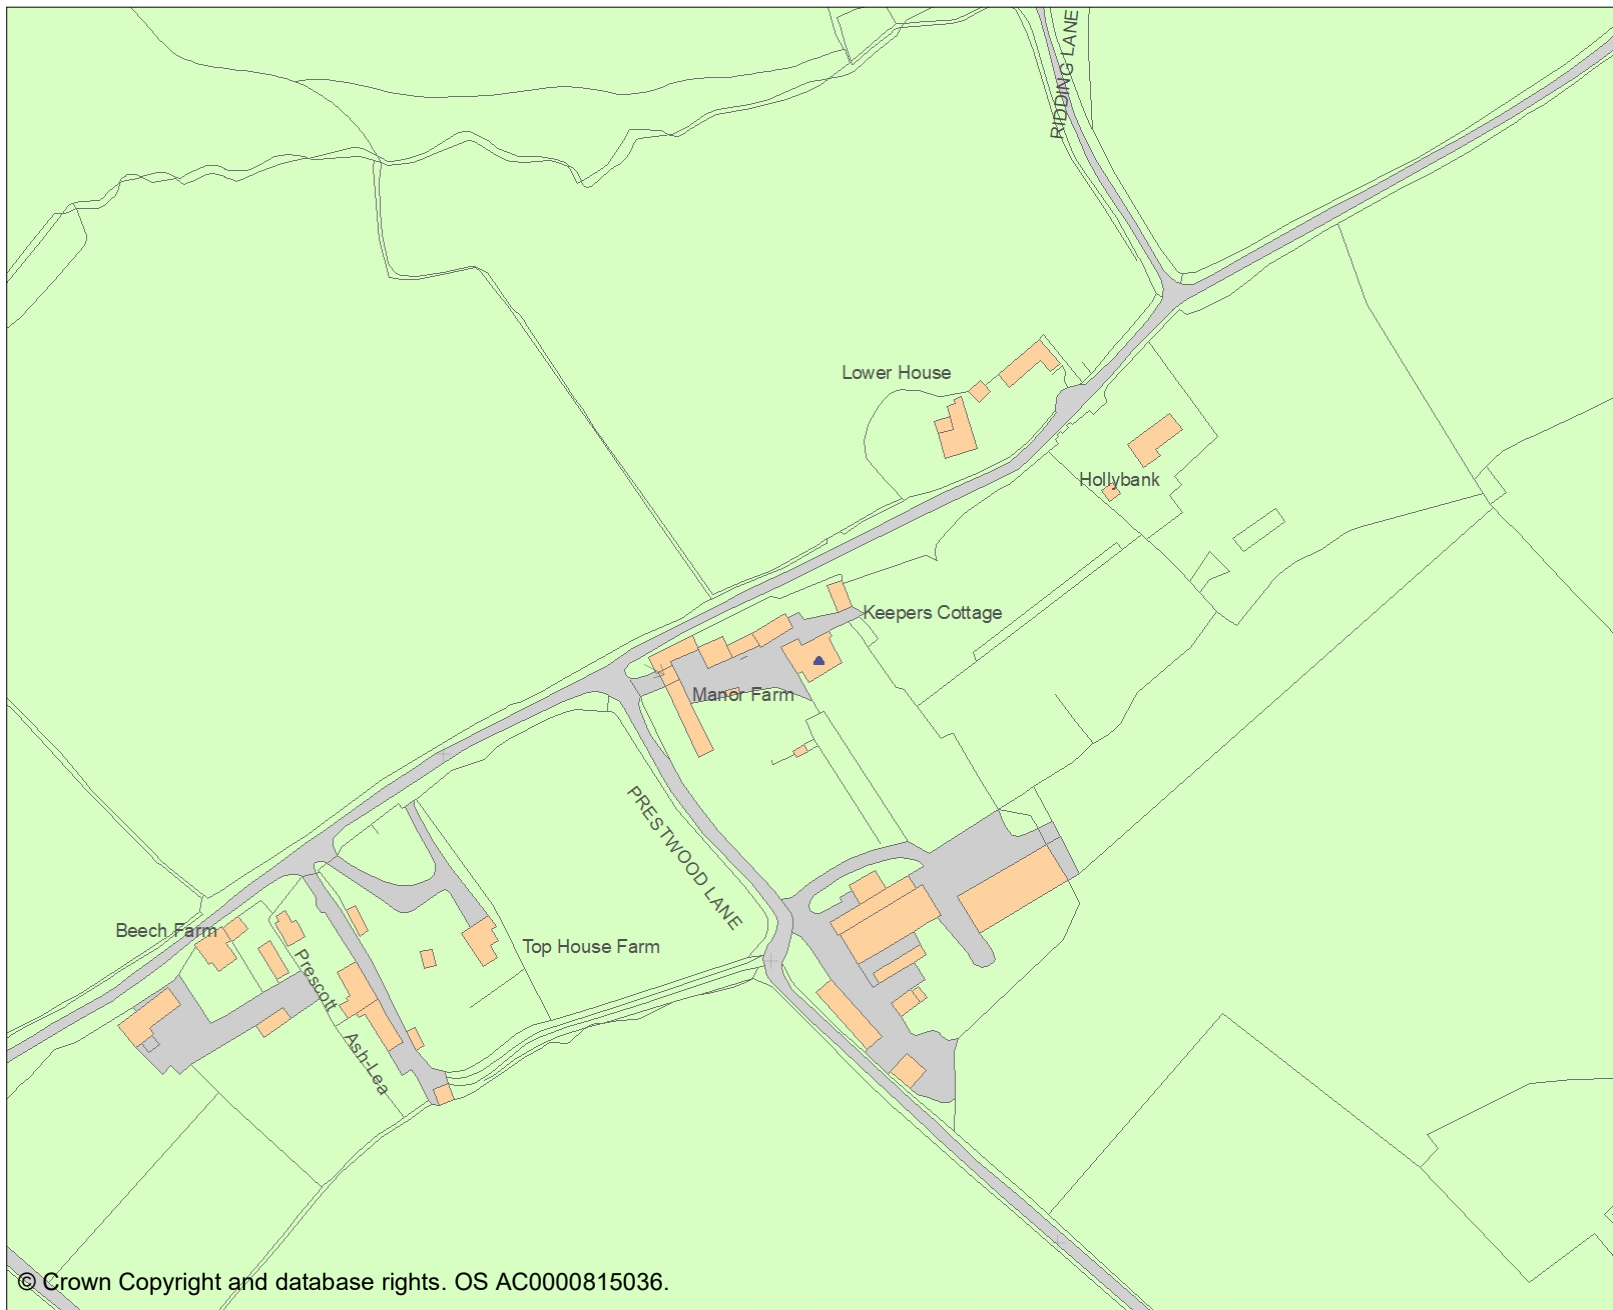 RIDDING LANE
Lower House
Hollybank
Keepers Cottage
Manor Farm
PRESTWOOD LANE
Beech Farm
Top House Farm
Prescott
Ash-Lea
© Crown Copyright and database rights. OS AC0000815036.